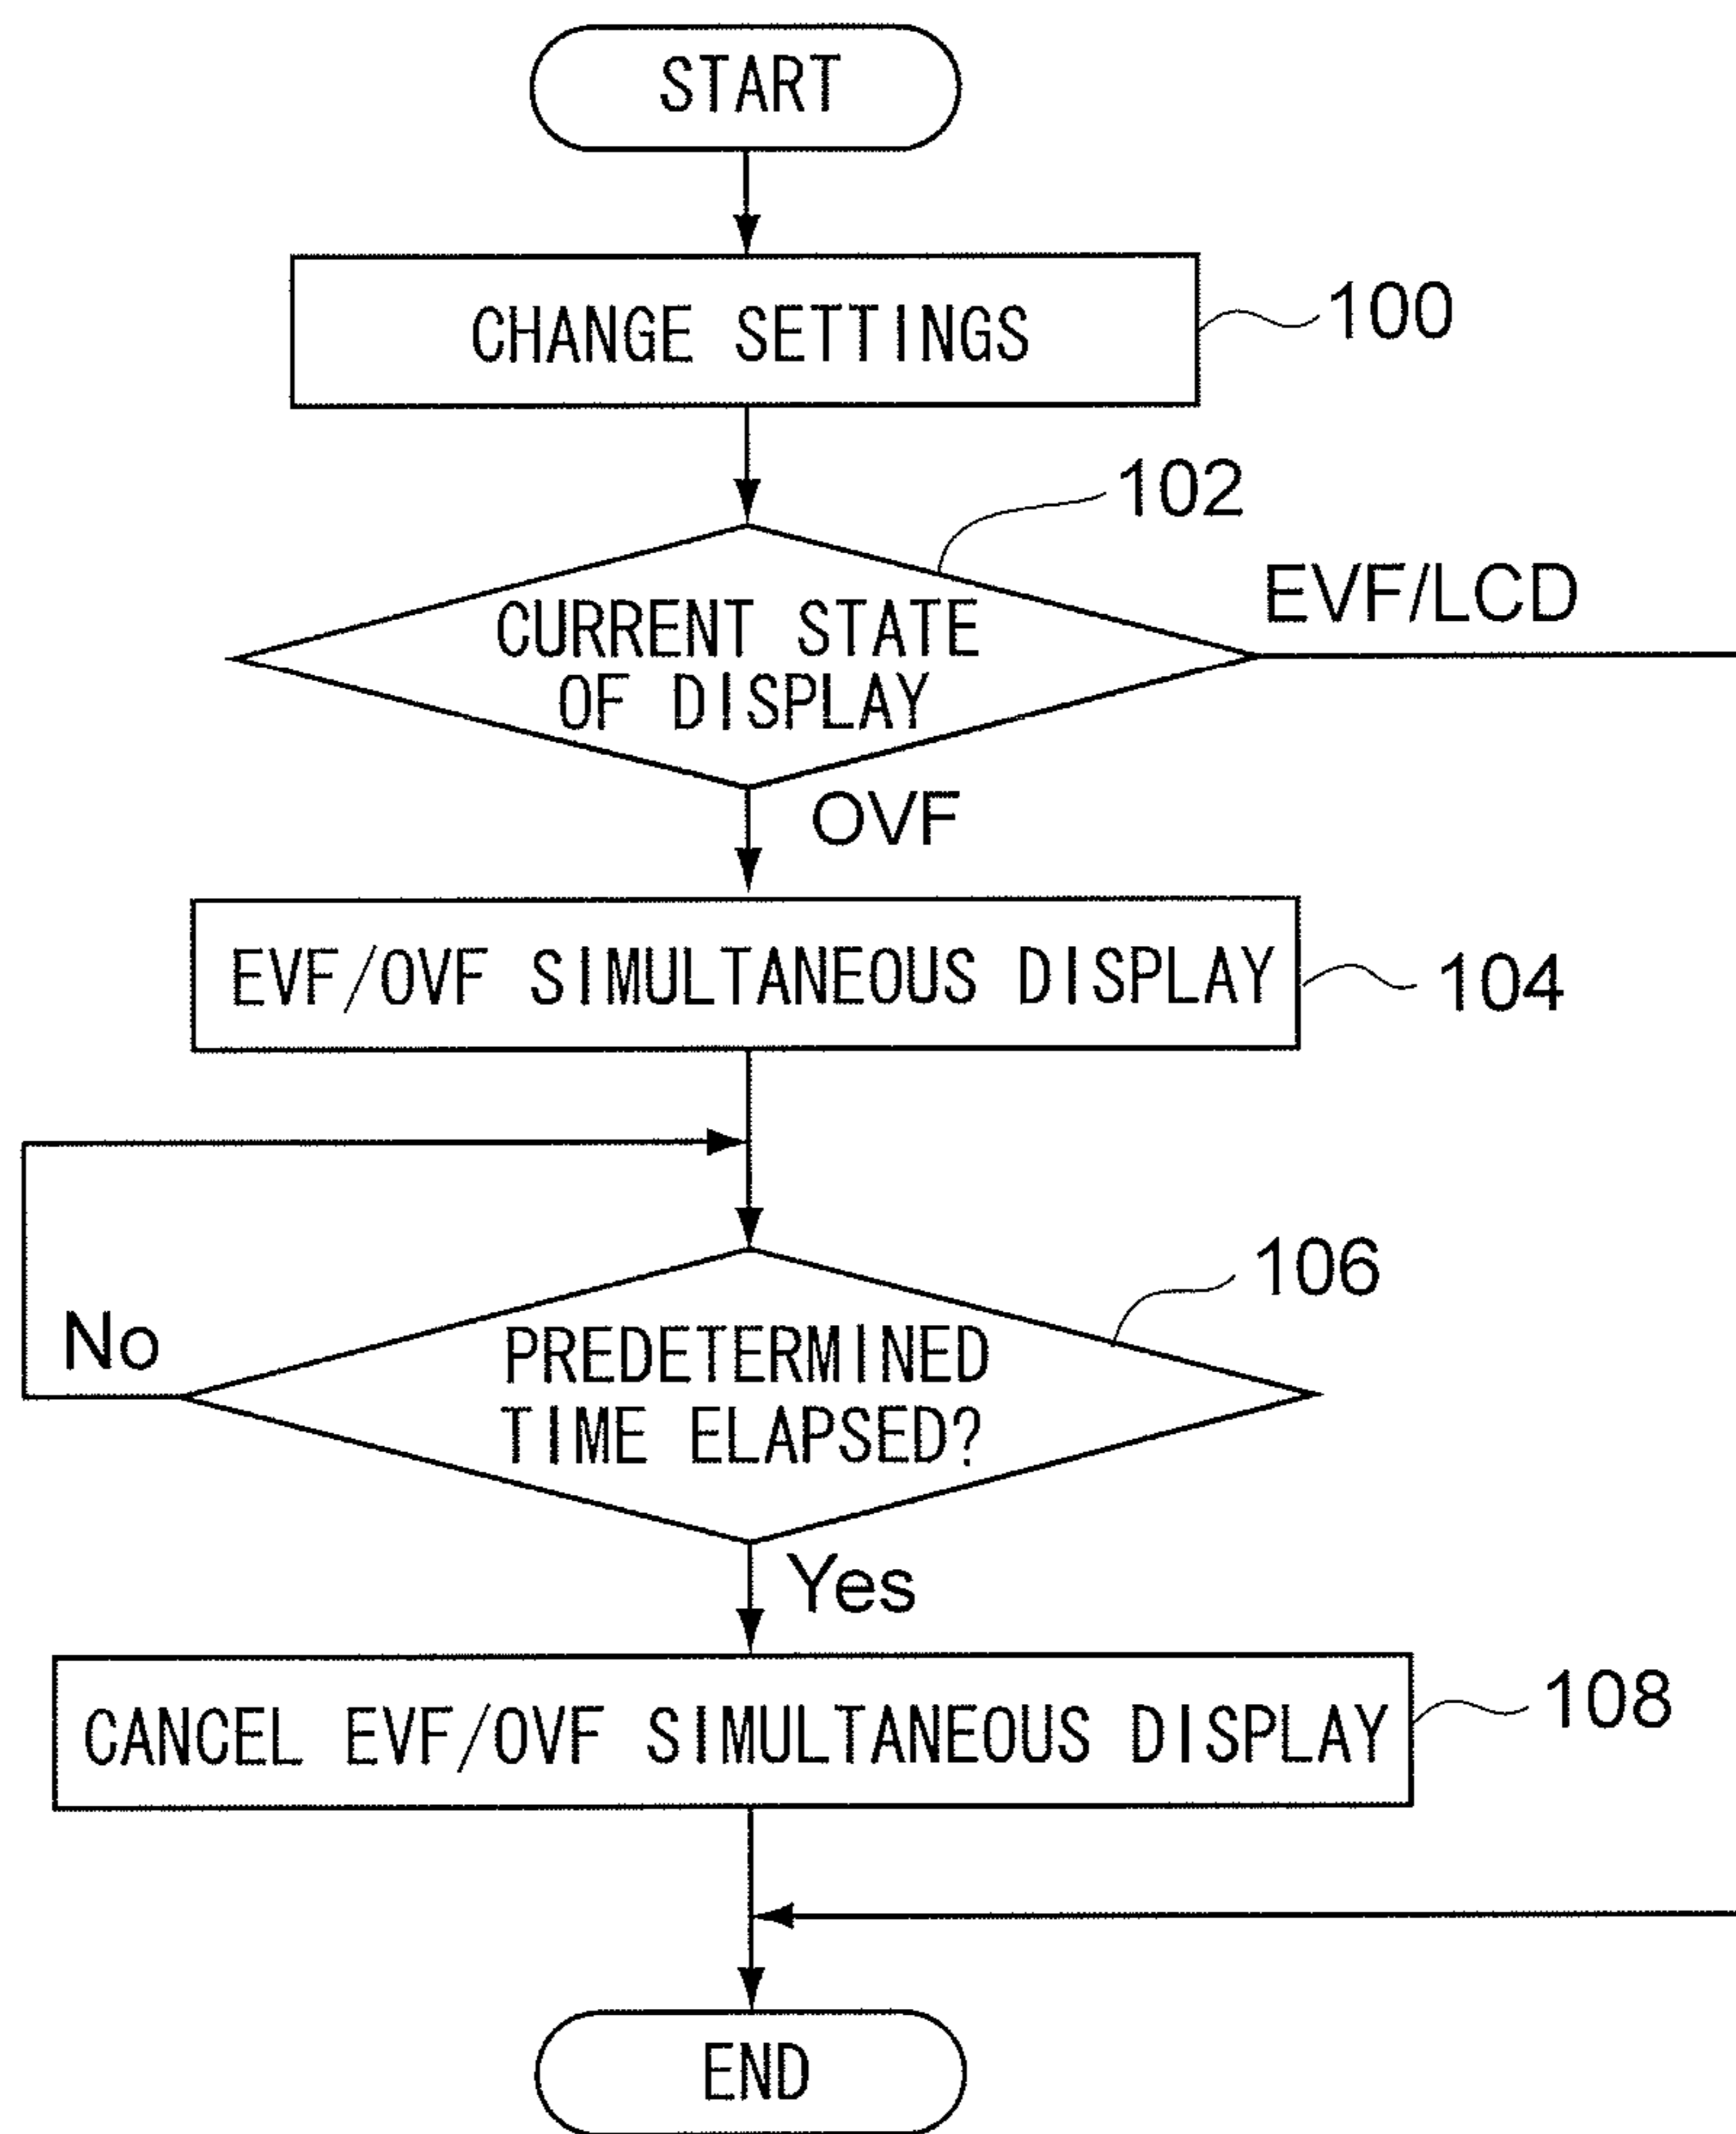 START
CHANGE SETTINGS
100
102
CURRENT STATE
OF DISPLAY
EVF/LCD
OVF
EVF/OVF SIMULTANEOUS DISPLAY
104
106
No
PREDETERMINED
TIME ELAPSED?
Yes
CANCEL EVF/OVF SIMULTANEOUS DISPLAY
108
END